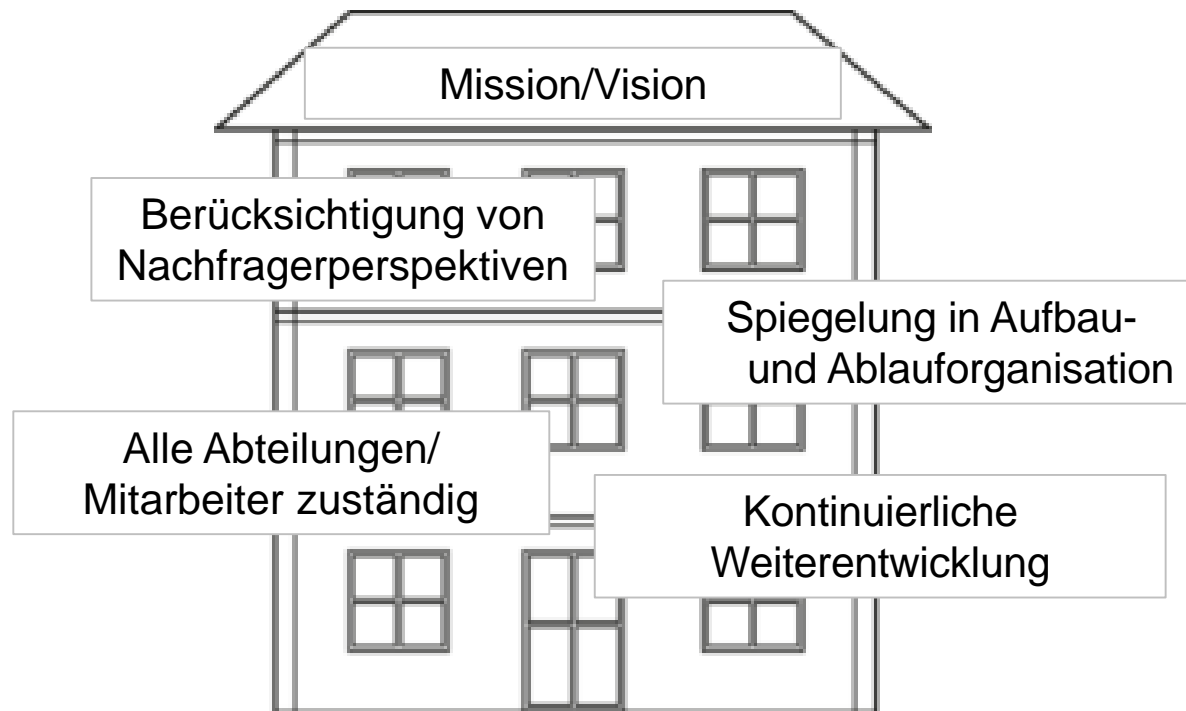 Mission/Vision
Berücksichtigung von
Nachfragerperspektiven
Spiegelung in Aufbau-
und Ablauforganisation
Alle Abteilungen/
Mitarbeiter zuständig
Kontinuierliche
Weiterentwicklung